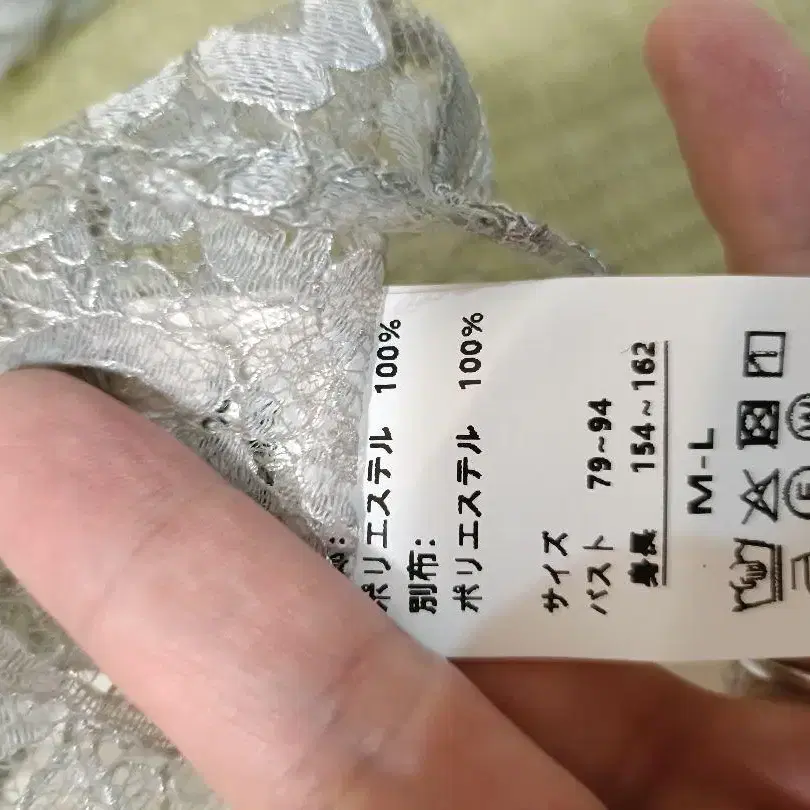 ポリエステル 100%
別布:
ポリエステル 100%
サイズ
バスト 79~94
身長 154~162
M-L